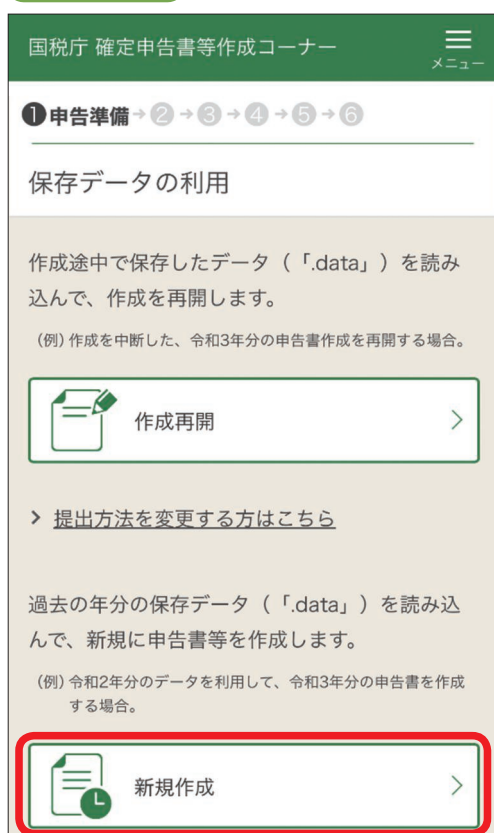 国税庁 確定申告書等作成コーナー
メニュー
❶申告準備→②→③→④→⑤→⑥
保存データの利用
作成途中で保存したデータ（「.data」）を読み
込んで、作成を再開します。
（例）作成を中断した、令和3年分の申告書作成を再開する場合。
作成再開
提出方法を変更する方はこちら
過去の年分の保存データ（「.data」）を読み込
んで、新規に申告書等を作成します。
（例）令和2年分のデータを利用して、令和3年分の申告書を作成
する場合。
新規作成